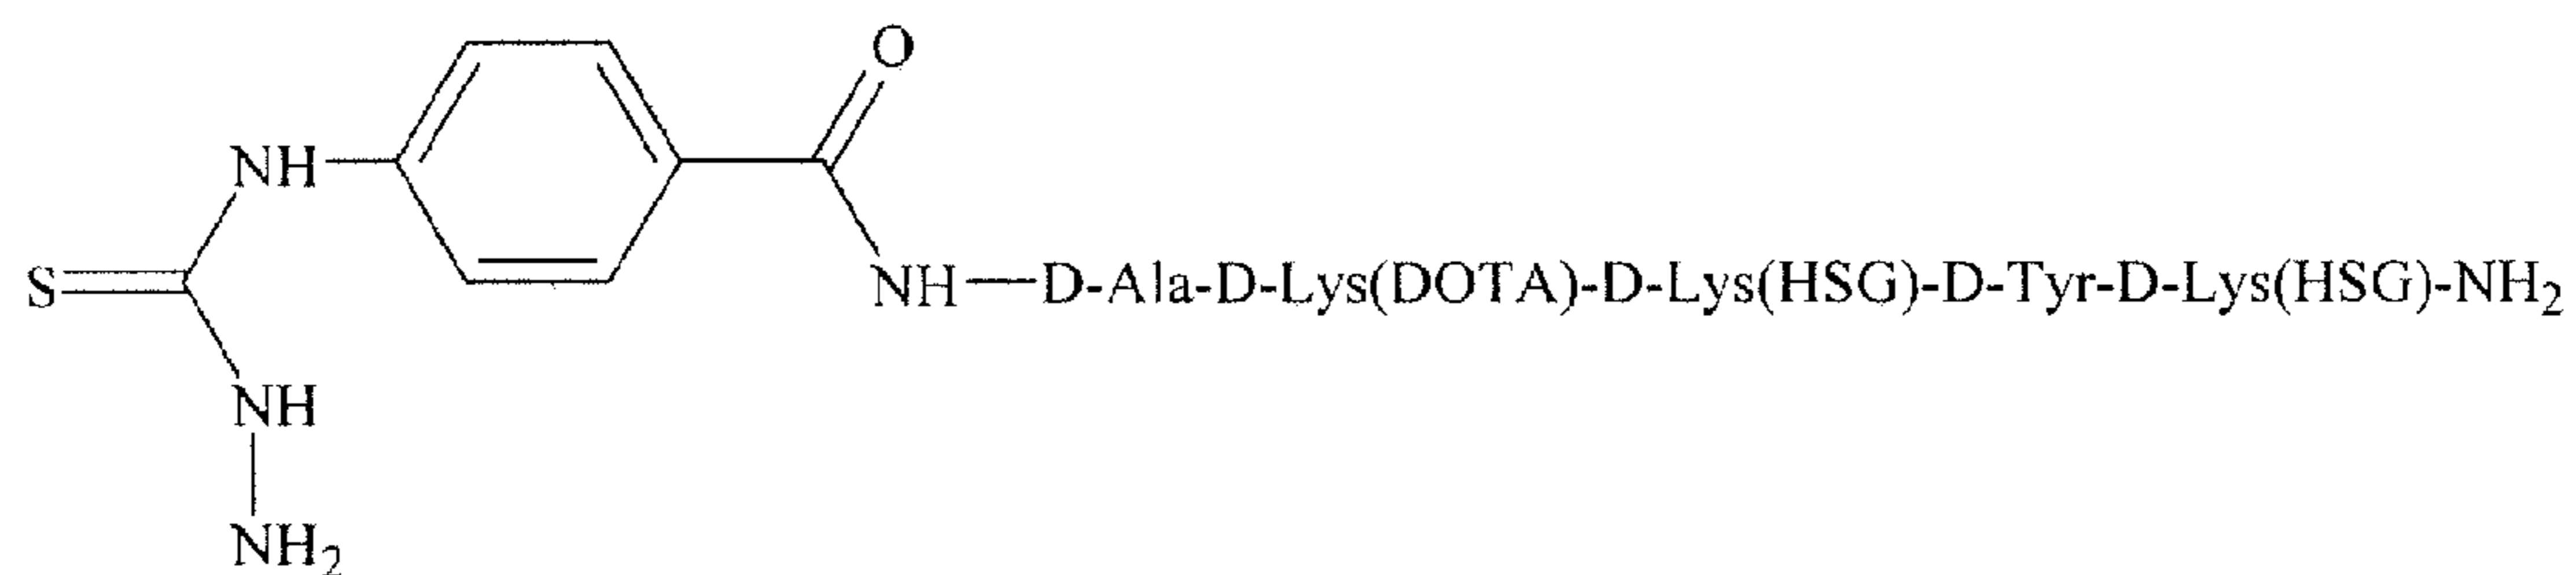 O
NH
S
NH—D-Ala-D-Lys(DOTA)-D-Lys(HSG)-D-Tyr-D-Lys(HSG)-NH₂
NH
NH₂